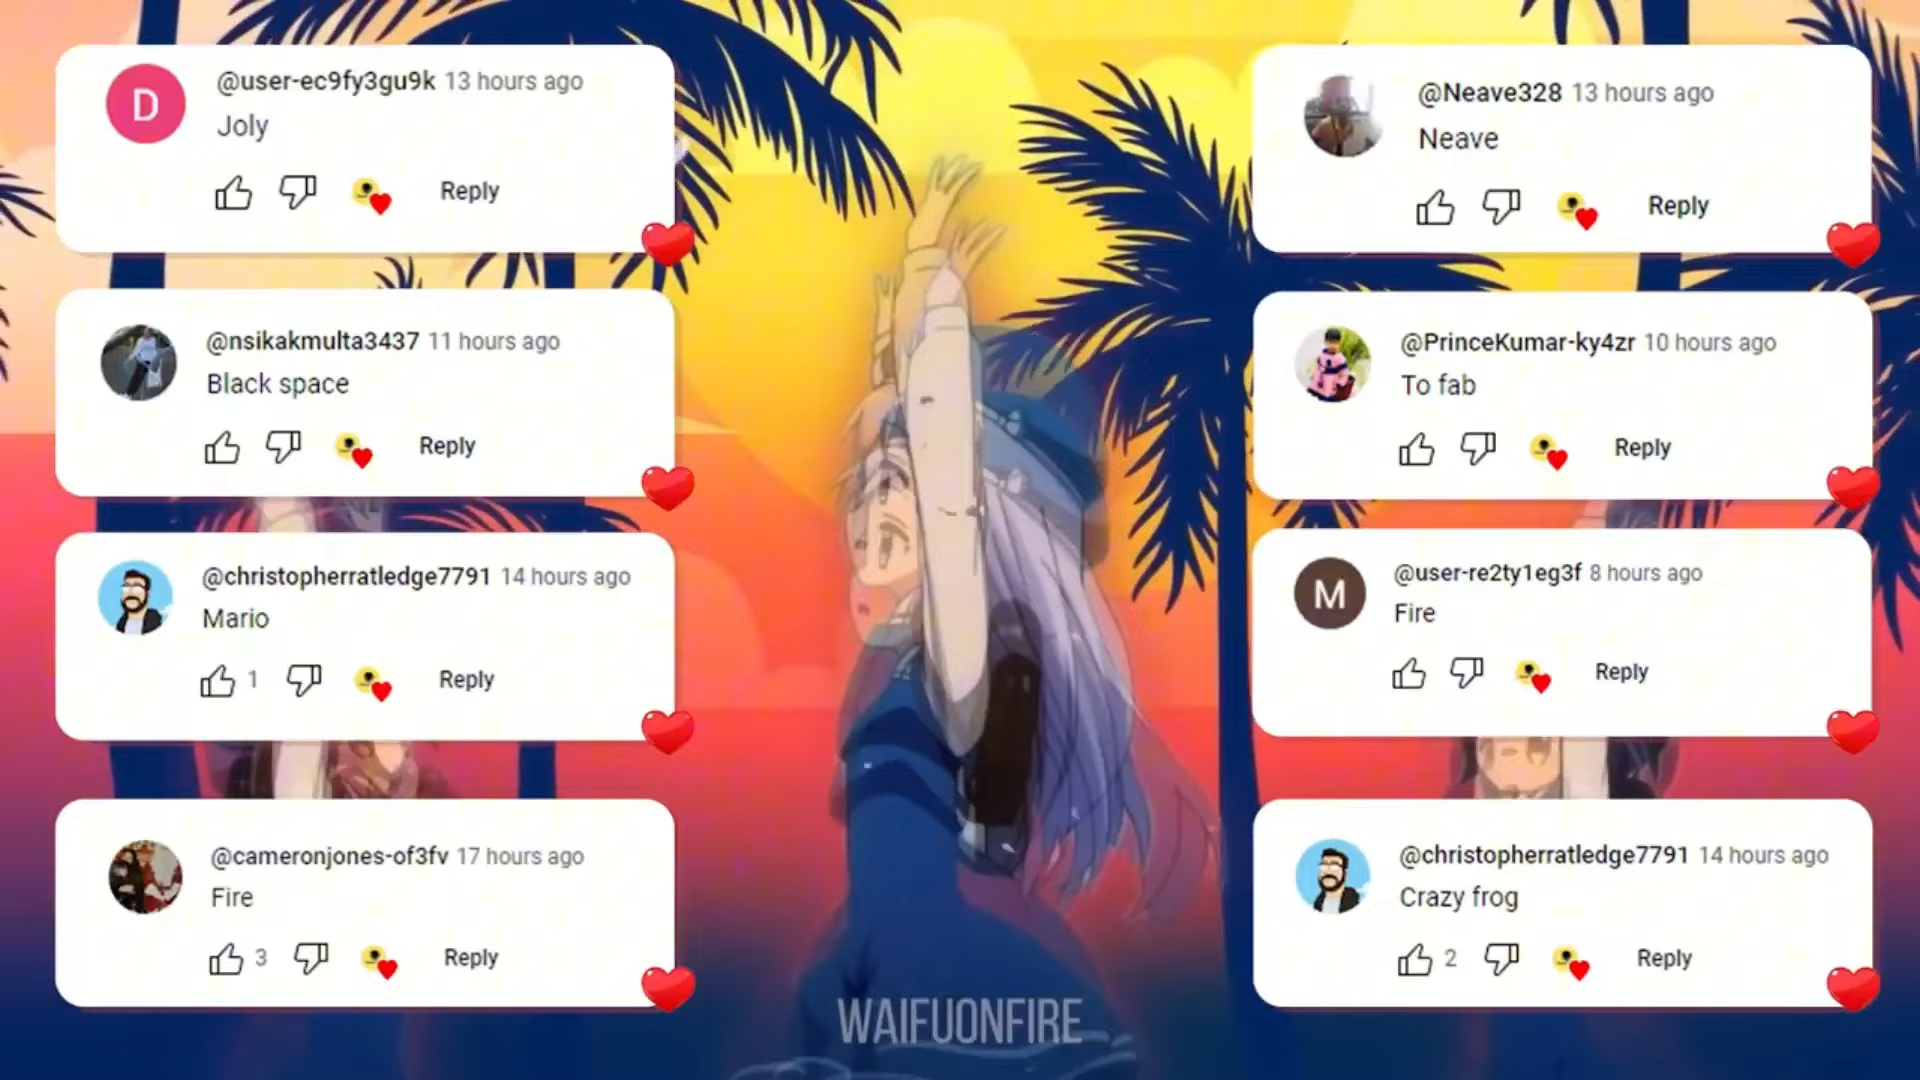 D
@user-ec9fy3gu9k 13 hours ago
Joly
Reply
@nsikakmulta3437 11 hours ago
Black space
Reply
@christopherratledge7791 14 hours ago
Mario
1
Reply
@cameronjones-of3fv 17 hours ago
Fire
3
Reply
@Neave328 13 hours ago
Neave
Reply
@PrinceKumar-ky4zr 10 hours ago
To fab
Reply
M
@user-re2ty1eg3f 8 hours ago
Fire
Reply
@christopherratledge7791 14 hours ago
Crazy frog
2
Reply
WAIFUONFIRE